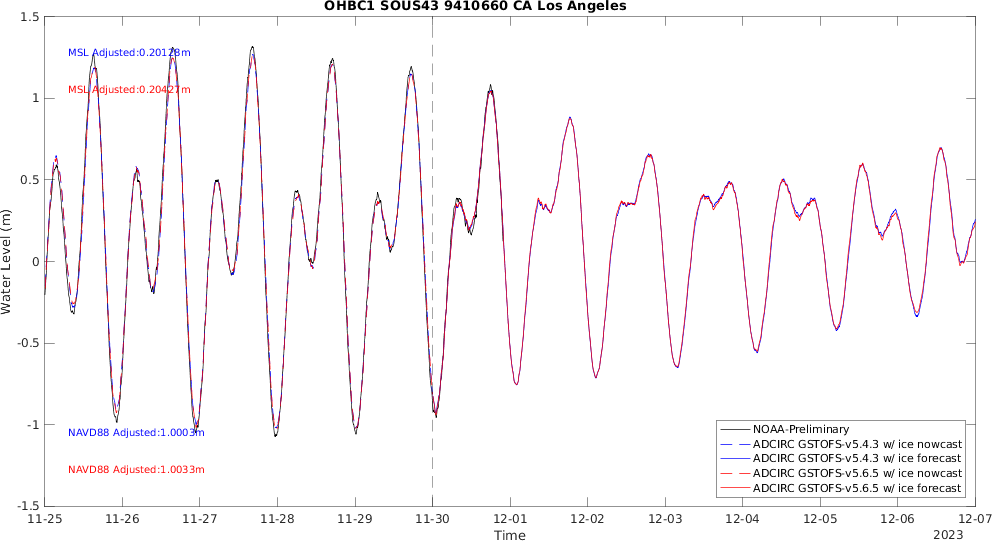 OHBC1 SOUS43 9410660 CA Los Angeles
1.5
1
0.5
0
-0.5
-1
-1.5
Water Level (m)
MSL Adjusted:0.20128m
MSL Adjusted:0.20427m
NAVD88 Adjusted:1.0003m
NAVD88 Adjusted:1.0033m
NOAA-Preliminary
ADCIRC GSTOFS-v5.4.3 w/ ice nowcast
ADCIRC GSTOFS-v5.4.3 w/ ice forecast
ADCIRC GSTOFS-v5.6.5 w/ ice nowcast
ADCIRC GSTOFS-v5.6.5 w/ ice forecast
11-25 11-26 11-27 11-28 11-29 11-30 12-01 12-02 12-03 12-04 12-05 12-06 12-07
Time
2023